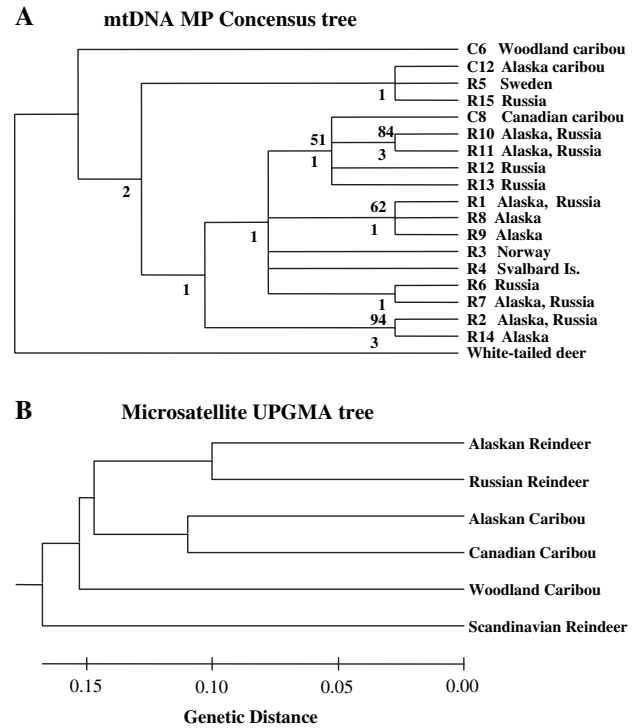 A mtDNA MP Concensus tree
C6 Woodland caribou
C12 Alaska caribou
R5 Sweden
1
R15 Russia
C8 Canadian caribou
51
84
R10 Alaska, Russia
1
3
R11 Alaska, Russia
R12 Russia
2
R13 Russia
R1 Alaska, Russia
62
R8 Alaska
1
1
R9 Alaska
R3 Norway
R4 Svalbard Is.
1
R6 Russia
1
R7 Alaska, Russia
94
R2 Alaska, Russia
3
R14 Alaska
White-tailed deer
B Microsatellite UPGMA tree
Alaskan Reindeer
Russian Reindeer
Alaskan Caribou
Canadian Caribou
Woodland Caribou
Scandinavian Reindeer
0.15 0.10 0.05 0.00
Genetic Distance